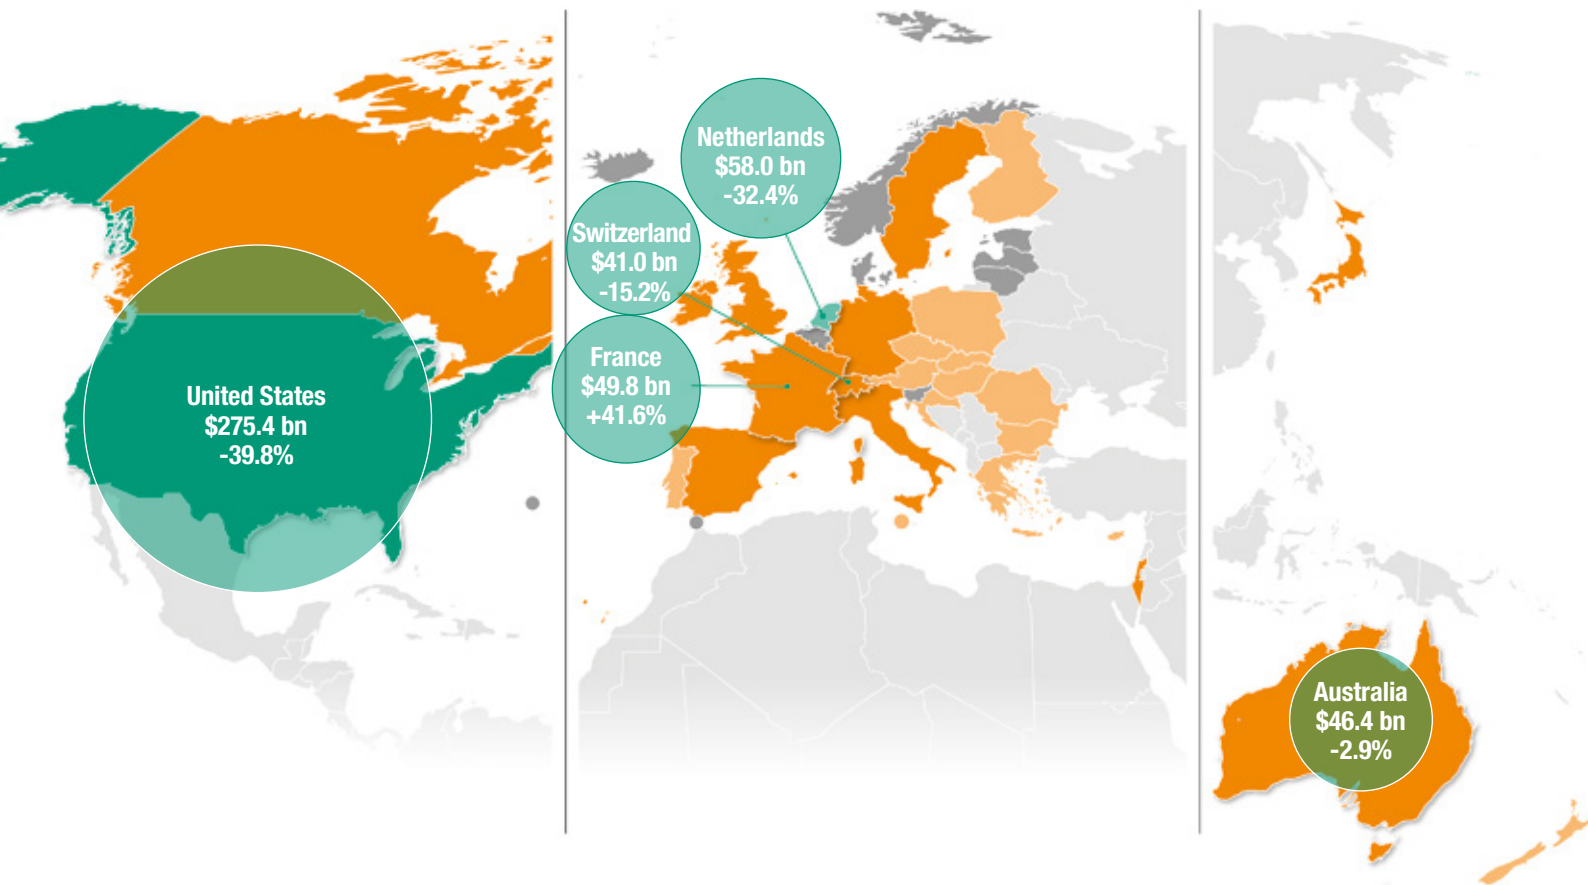 Netherlands
$58.0 bn
-32.4%
Switzerland
$41.0 bn
-15.2%
France
$49.8 bn
+41.6%
United States
$275.4 bn
-39.8%
Australia
$46.4 bn
-2.9%